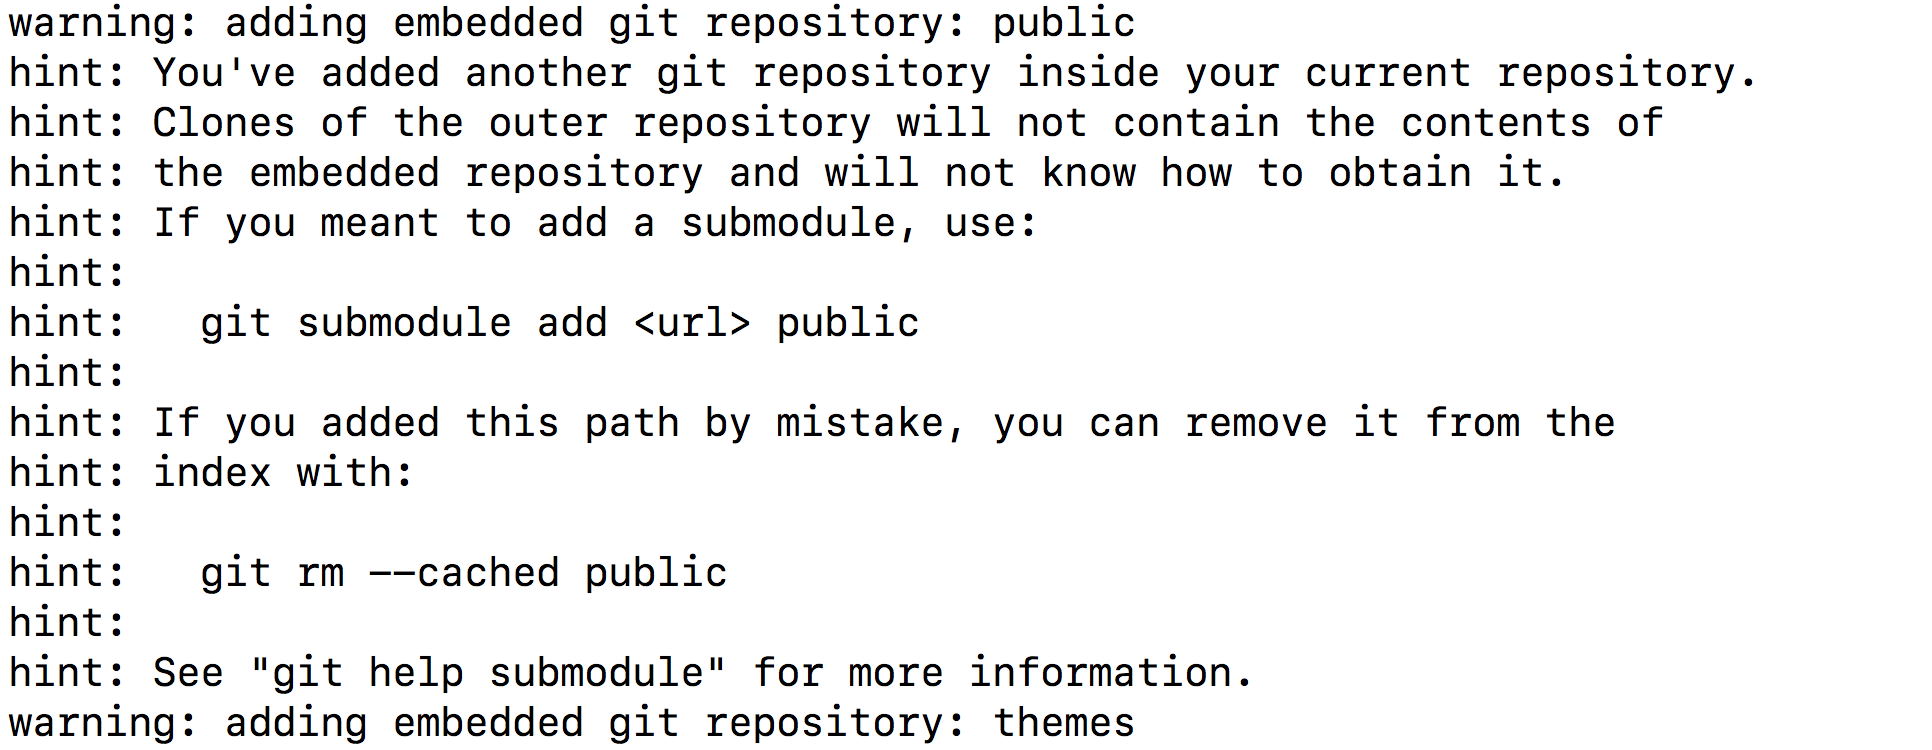 warning: adding embedded git repository: public
hint: You've added another git repository inside your current repository.
hint: Clones of the outer repository will not contain the contents of
hint: the embedded repository and will not know how to obtain it.
hint: If you meant to add a submodule, use:
hint:
hint:   git submodule add <url> public
hint:
hint: If you added this path by mistake, you can remove it from the
hint: index with:
hint:
hint:   git rm --cached public
hint:
hint: See "git help submodule" for more information.
warning: adding embedded git repository: themes